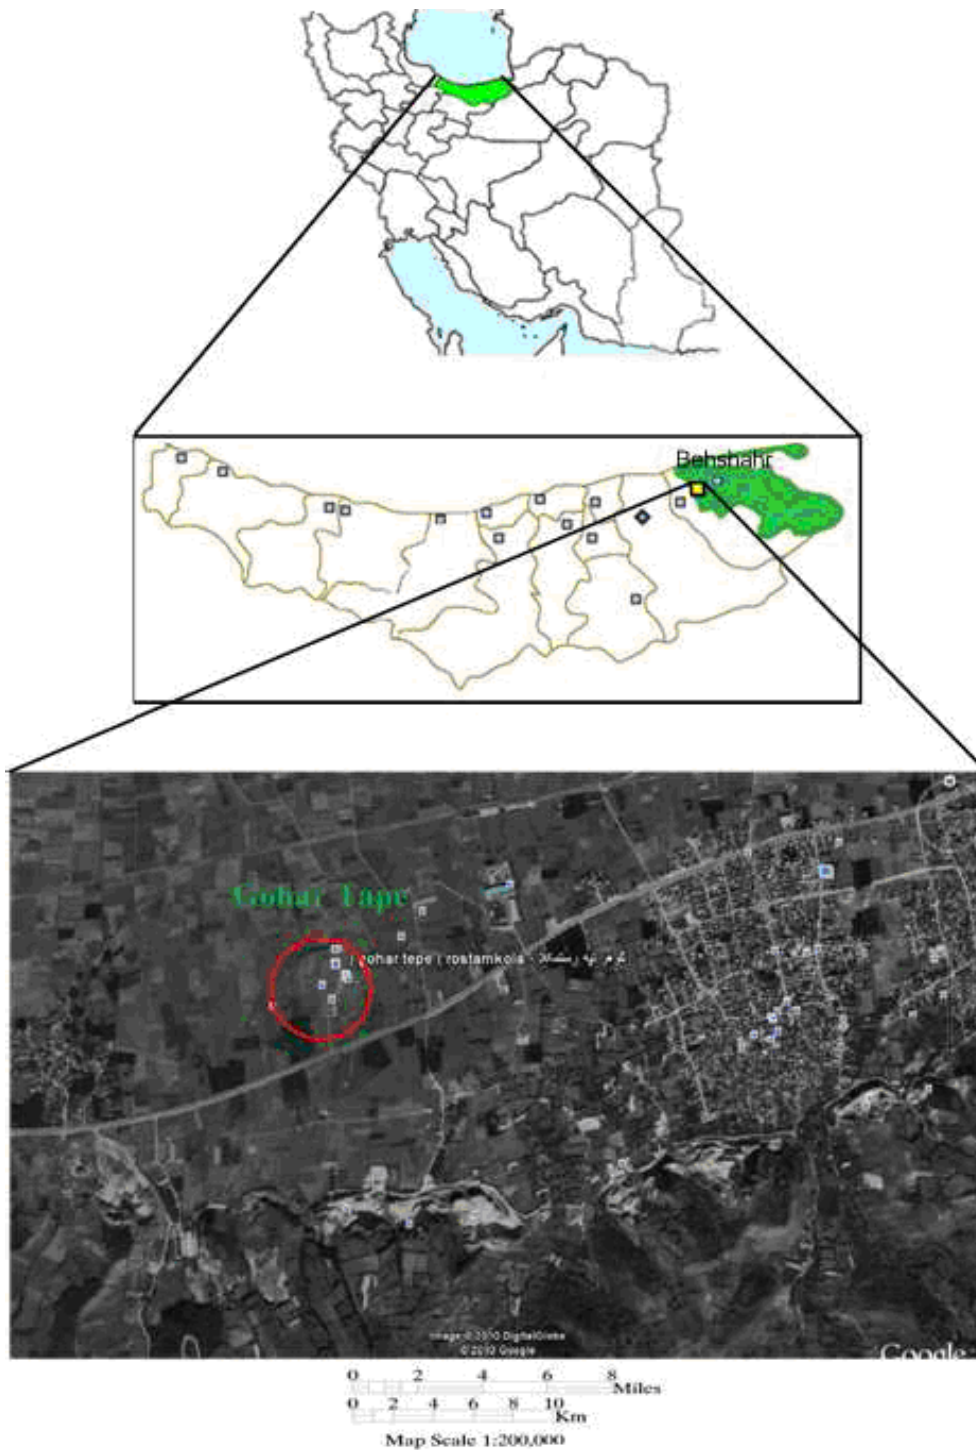 Behshahr
Gohar Tape
gohar tepe | rostamkola -
Image © 2010 DigitalGlobe
© 2010 Google
Google
0 2 4 6 8
Miles
0 2 4 6 8 10
Km
Map Scale 1:200,000